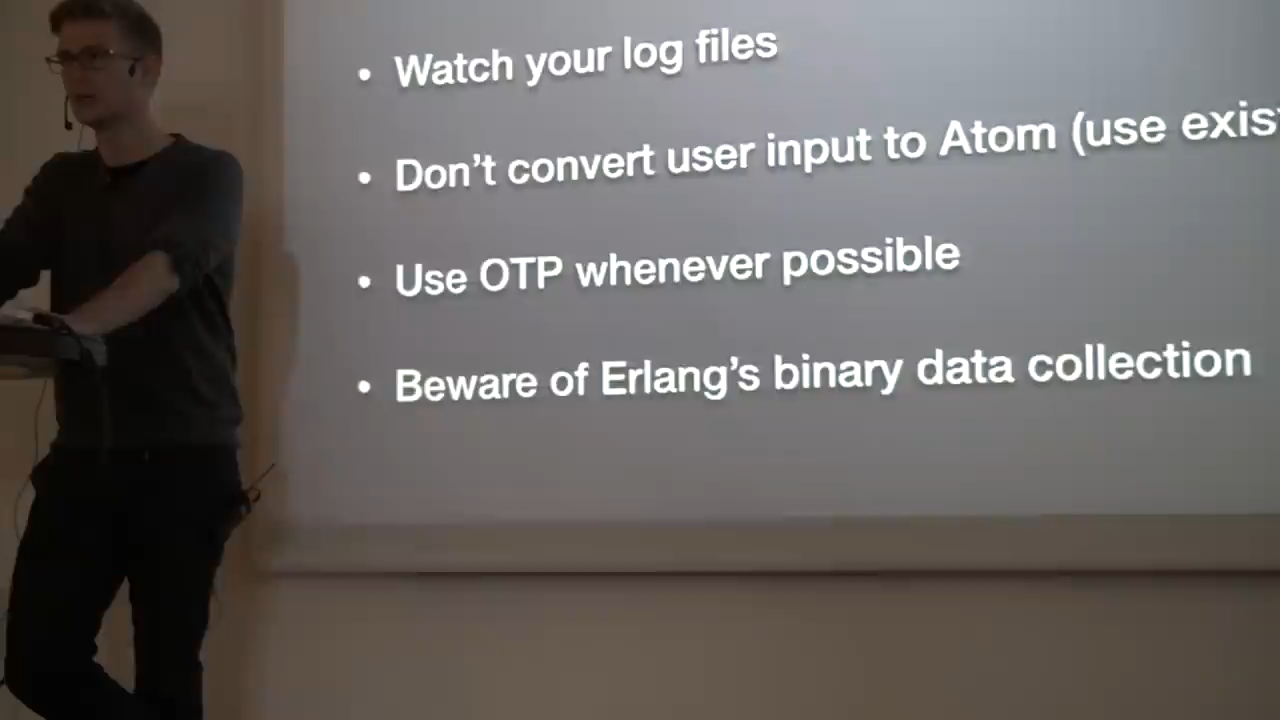 • Watch your log files
• Don’t convert user input to Atom (use
• Use OTP whenever possible
• Beware of Erlang’s binary data collection